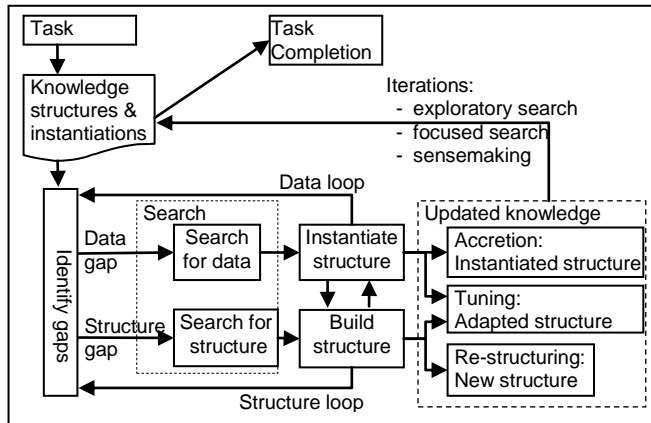 Task
Task
Completion
Knowledge
structures &
instantiations
Iterations:
- exploratory search
- focused search
- sensemaking
Data loop
Search
Updated knowledge
Identify gaps
Data
gap
Search
for data
Instantiate
structure
Accretion:
Instantiated structure
Tuning:
Adapted structure
Structure
gap
Search for
structure
Build
structure
Re-structuring:
New structure
Structure loop